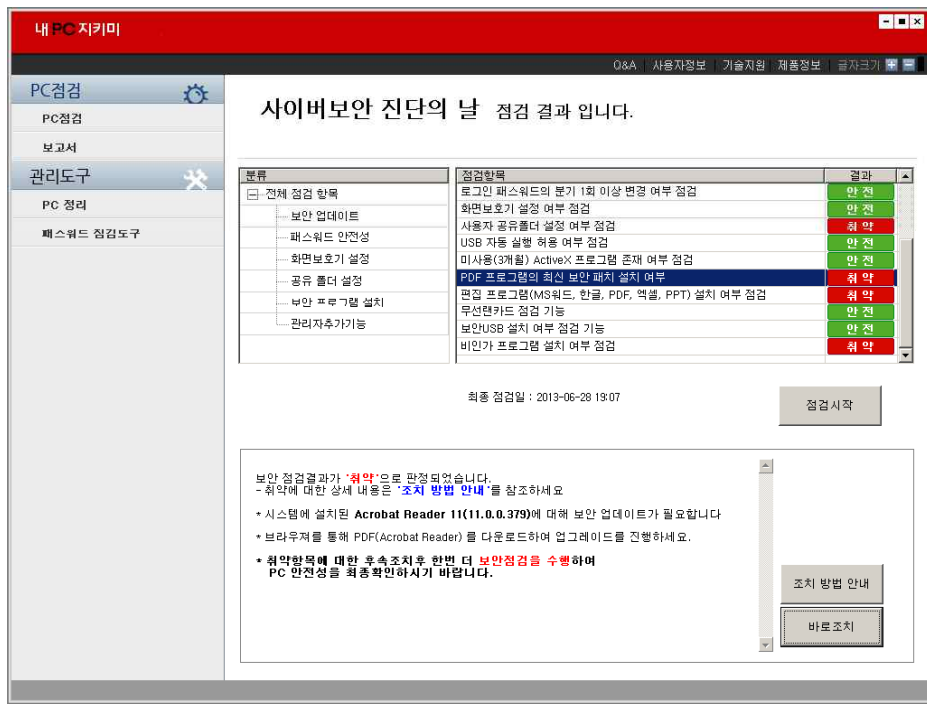 내 PC 지키미
Q&A 사용자정보 기술지원 제품정보 글자크기
PC점검
PC점검
보고서
관리도구
PC 정리
패스워드 점검도구
사이버보안 진단의 날 점검 결과 입니다.
분류
전체 점검 항목
보안 업데이트
패스워드 안전성
화면보호기 설정
공유 폴더 설정
보안 프로그램 설치
관리자추가기능
점검항목 결과
로그인 패스워드의 분기 1회 이상 변경 여부 점검 안 전
화면보호기 설정 여부 점검 안 전
사용자 공유폴더 설정 여부 점검 취 약
USB 자동 실행 허용 여부 점검 안 전
미사용(3개월) ActiveX 프로그램 존재 여부 점검 안 전
PDF 프로그램의 최신 보안 패치 설치 여부 취 약
편집 프로그램(MS워드, 한글, PDF, 엑셀, PPT) 설치 여부 점검 취 약
무선랜카드 점검 기능 안 전
보안USB 설치 여부 점검 기능 안 전
비인가 프로그램 설치 여부 점검 취 약
최종 점검일 : 2013-06-28 19:07
점검시작
보안 점검결과가 '취약'으로 판정되었습니다.
- 취약에 대한 상세 내용은 '조치 방법 안내'를 참조하세요
* 시스템에 설치된 Acrobat Reader 11(11.0.0.379)에 대해 보안 업데이트가 필요합니다
* 브라우져를 통해 PDF(Acrobat Reader) 를 다운로드하여 업그레이드를 진행하세요.
* 취약항목에 대한 후속조치후 한번 더 보안점검을 수행하여
PC 안전성을 최종확인하시기 바랍니다.
조치 방법 안내
바로조치